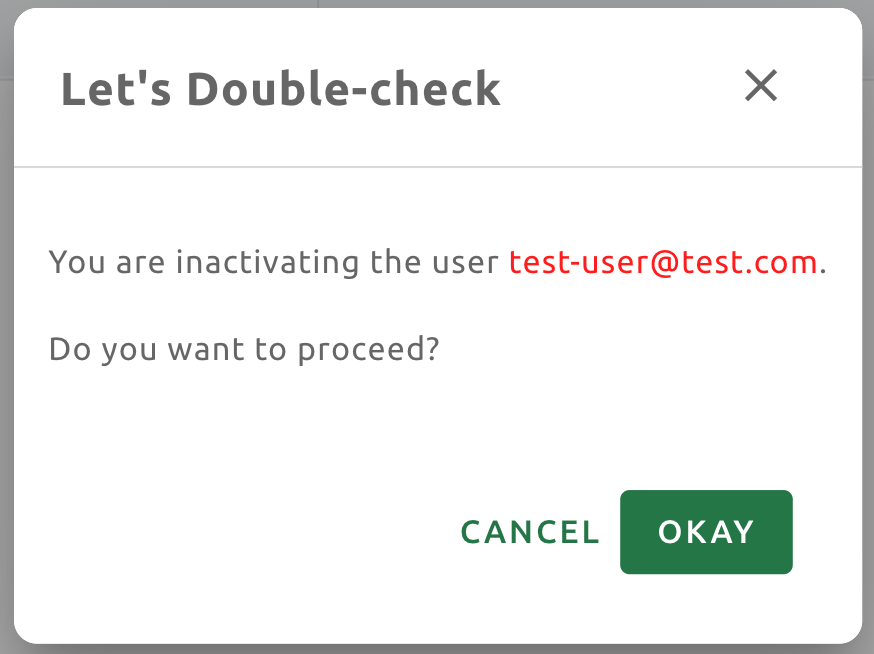 Let's Double-check
You are inactivating the user test-user@test.com.
Do you want to proceed?
CANCEL OKAY